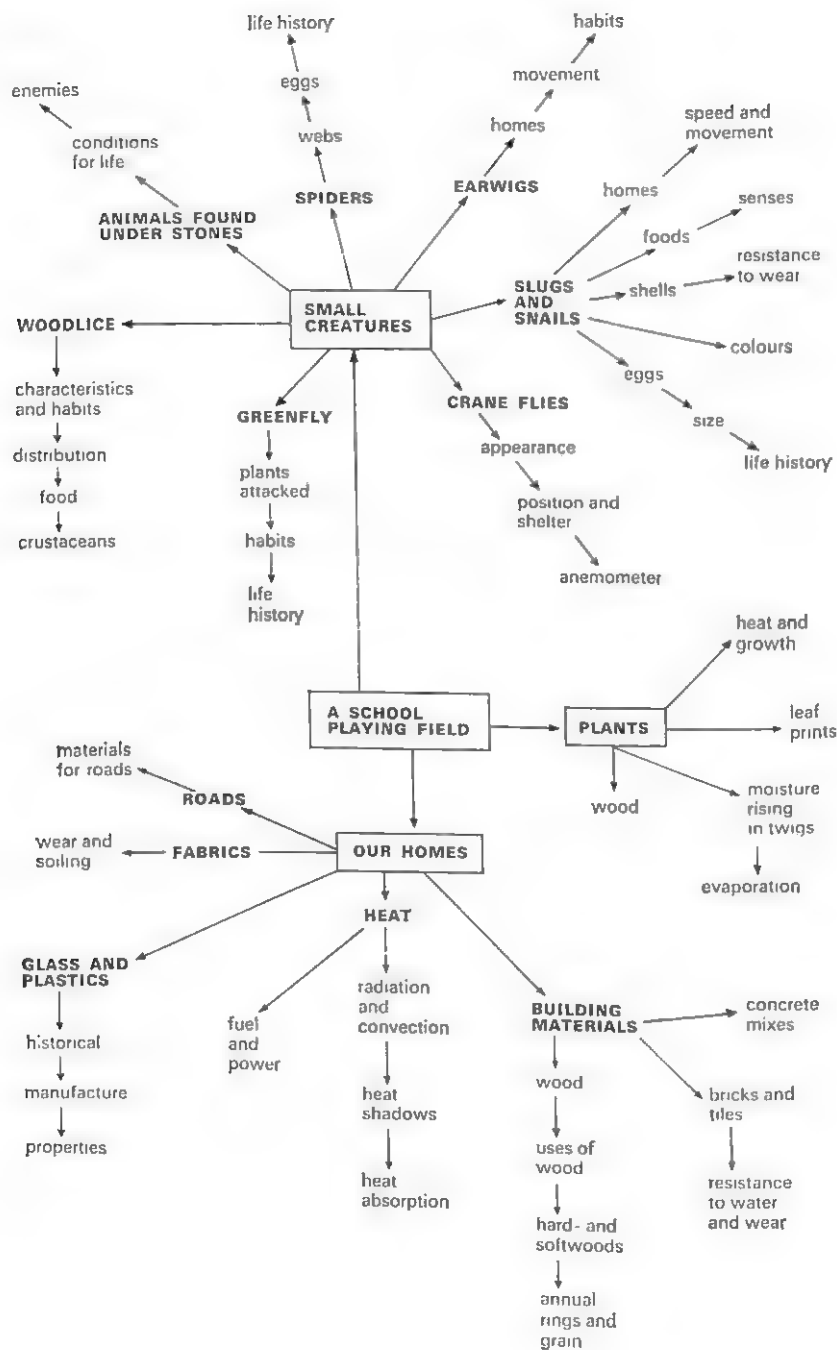 life history
eggs
webs
SPIDERS
habits
movement
homes
EARWIGS
enemies
conditions
for life
ANIMALS FOUND
UNDER STONES
speed and
movement
homes
senses
foods
resistance
to wear
shells
SLUGS
AND
SNAILS
colours
eggs
size
life history
SMALL
CREATURES
WOODLICE
characteristics
and habits
distribution
food
crustaceans
GREENFLY
plants
attacked
habits
life
history
CRANE FLIES
appearance
position and
shelter
anemometer
A SCHOOL
PLAYING FIELD
PLANTS
heat and
growth
leaf
prints
moisture
rising
in twigs
evaporation
wood
materials
for roads
ROADS
wear and
soiling
FABRICS
OUR HOMES
GLASS AND
PLASTICS
historical
manufacture
properties
HEAT
fuel
and
power
radiation
and
convection
heat
shadows
heat
absorption
BUILDING
MATERIALS
concrete
mixes
bricks and
tiles
resistance
to water
and wear
wood
uses of
wood
hard- and
softwoods
annual
rings and
grain